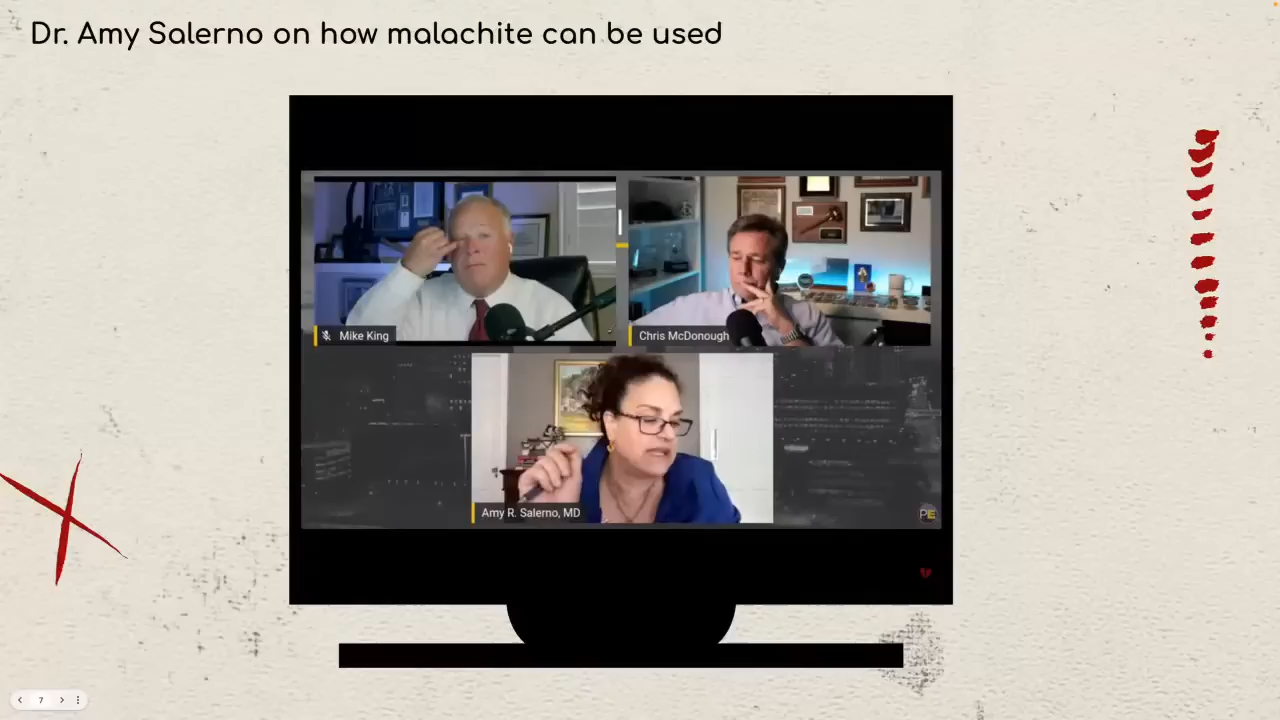 Dr. Amy Salerno on how malachite can be used
Mike King
Chris McDonough
Amy R. Salerno, MD
PE
7